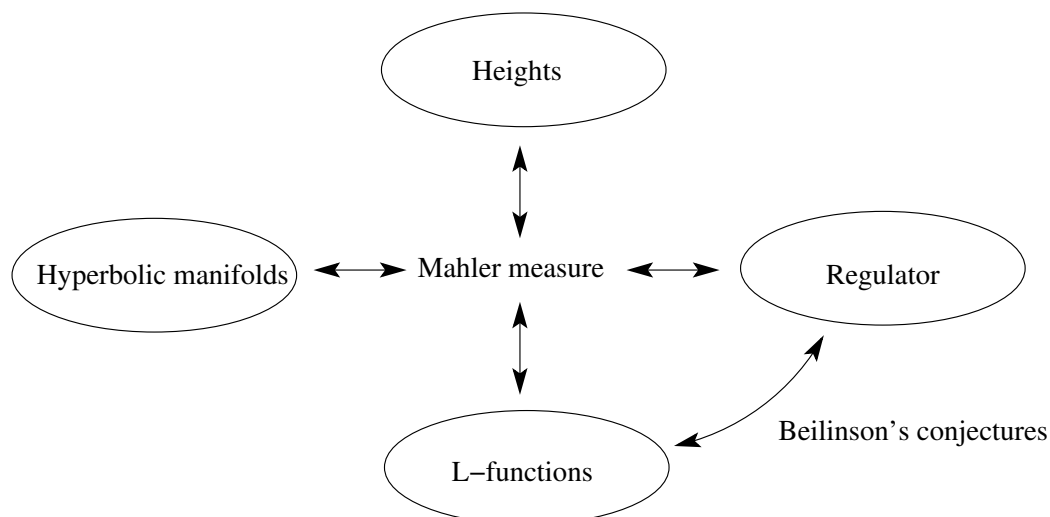 Heights
Hyperbolic manifolds
Mahler measure
Regulator
Beilinson's conjectures
L−functions